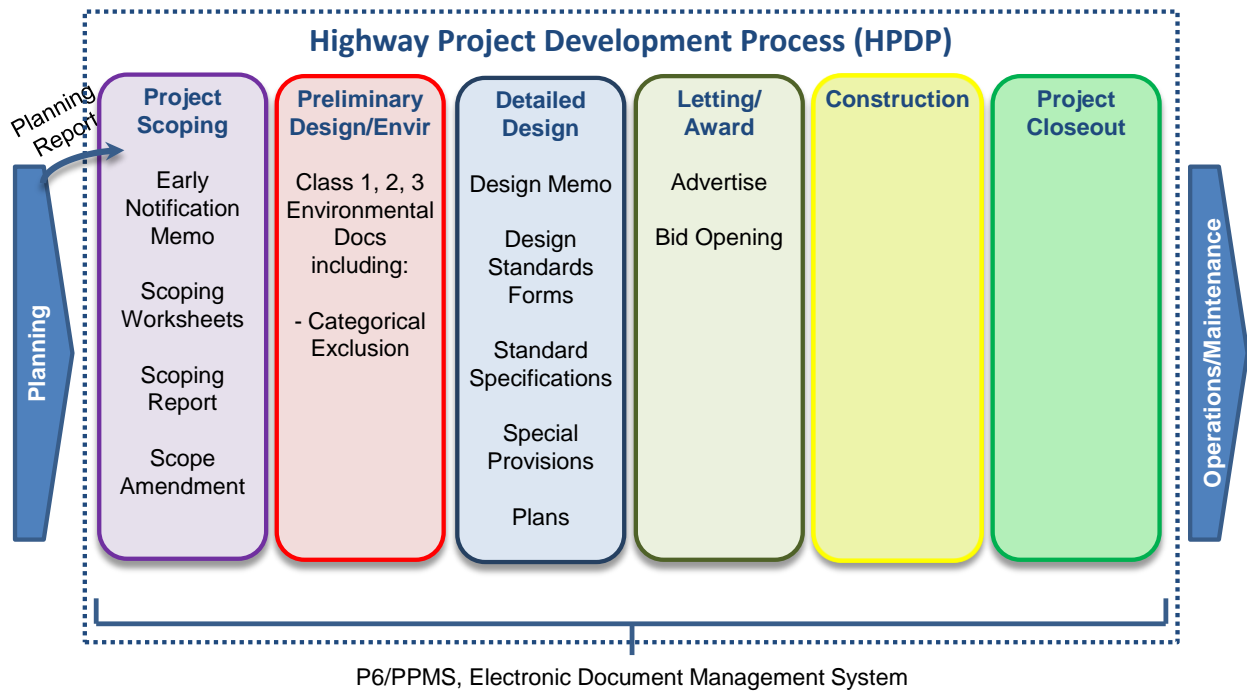 Highway Project Development Process (HPDP)
Planning
Report
Planning
Project
Scoping
Early
Notification
Memo
Scoping
Worksheets
Scoping
Report
Scope
Amendment
Preliminary
Design/Envir
Class 1, 2, 3
Environmental
Docs
including:
- Categorical
Exclusion
Detailed
Design
Design Memo
Design
Standards
Forms
Standard
Specifications
Special
Provisions
Plans
Letting/
Award
Advertise
Bid Opening
Construction
Project
Closeout
Operations/Maintenance
P6/PPMS, Electronic Document Management System